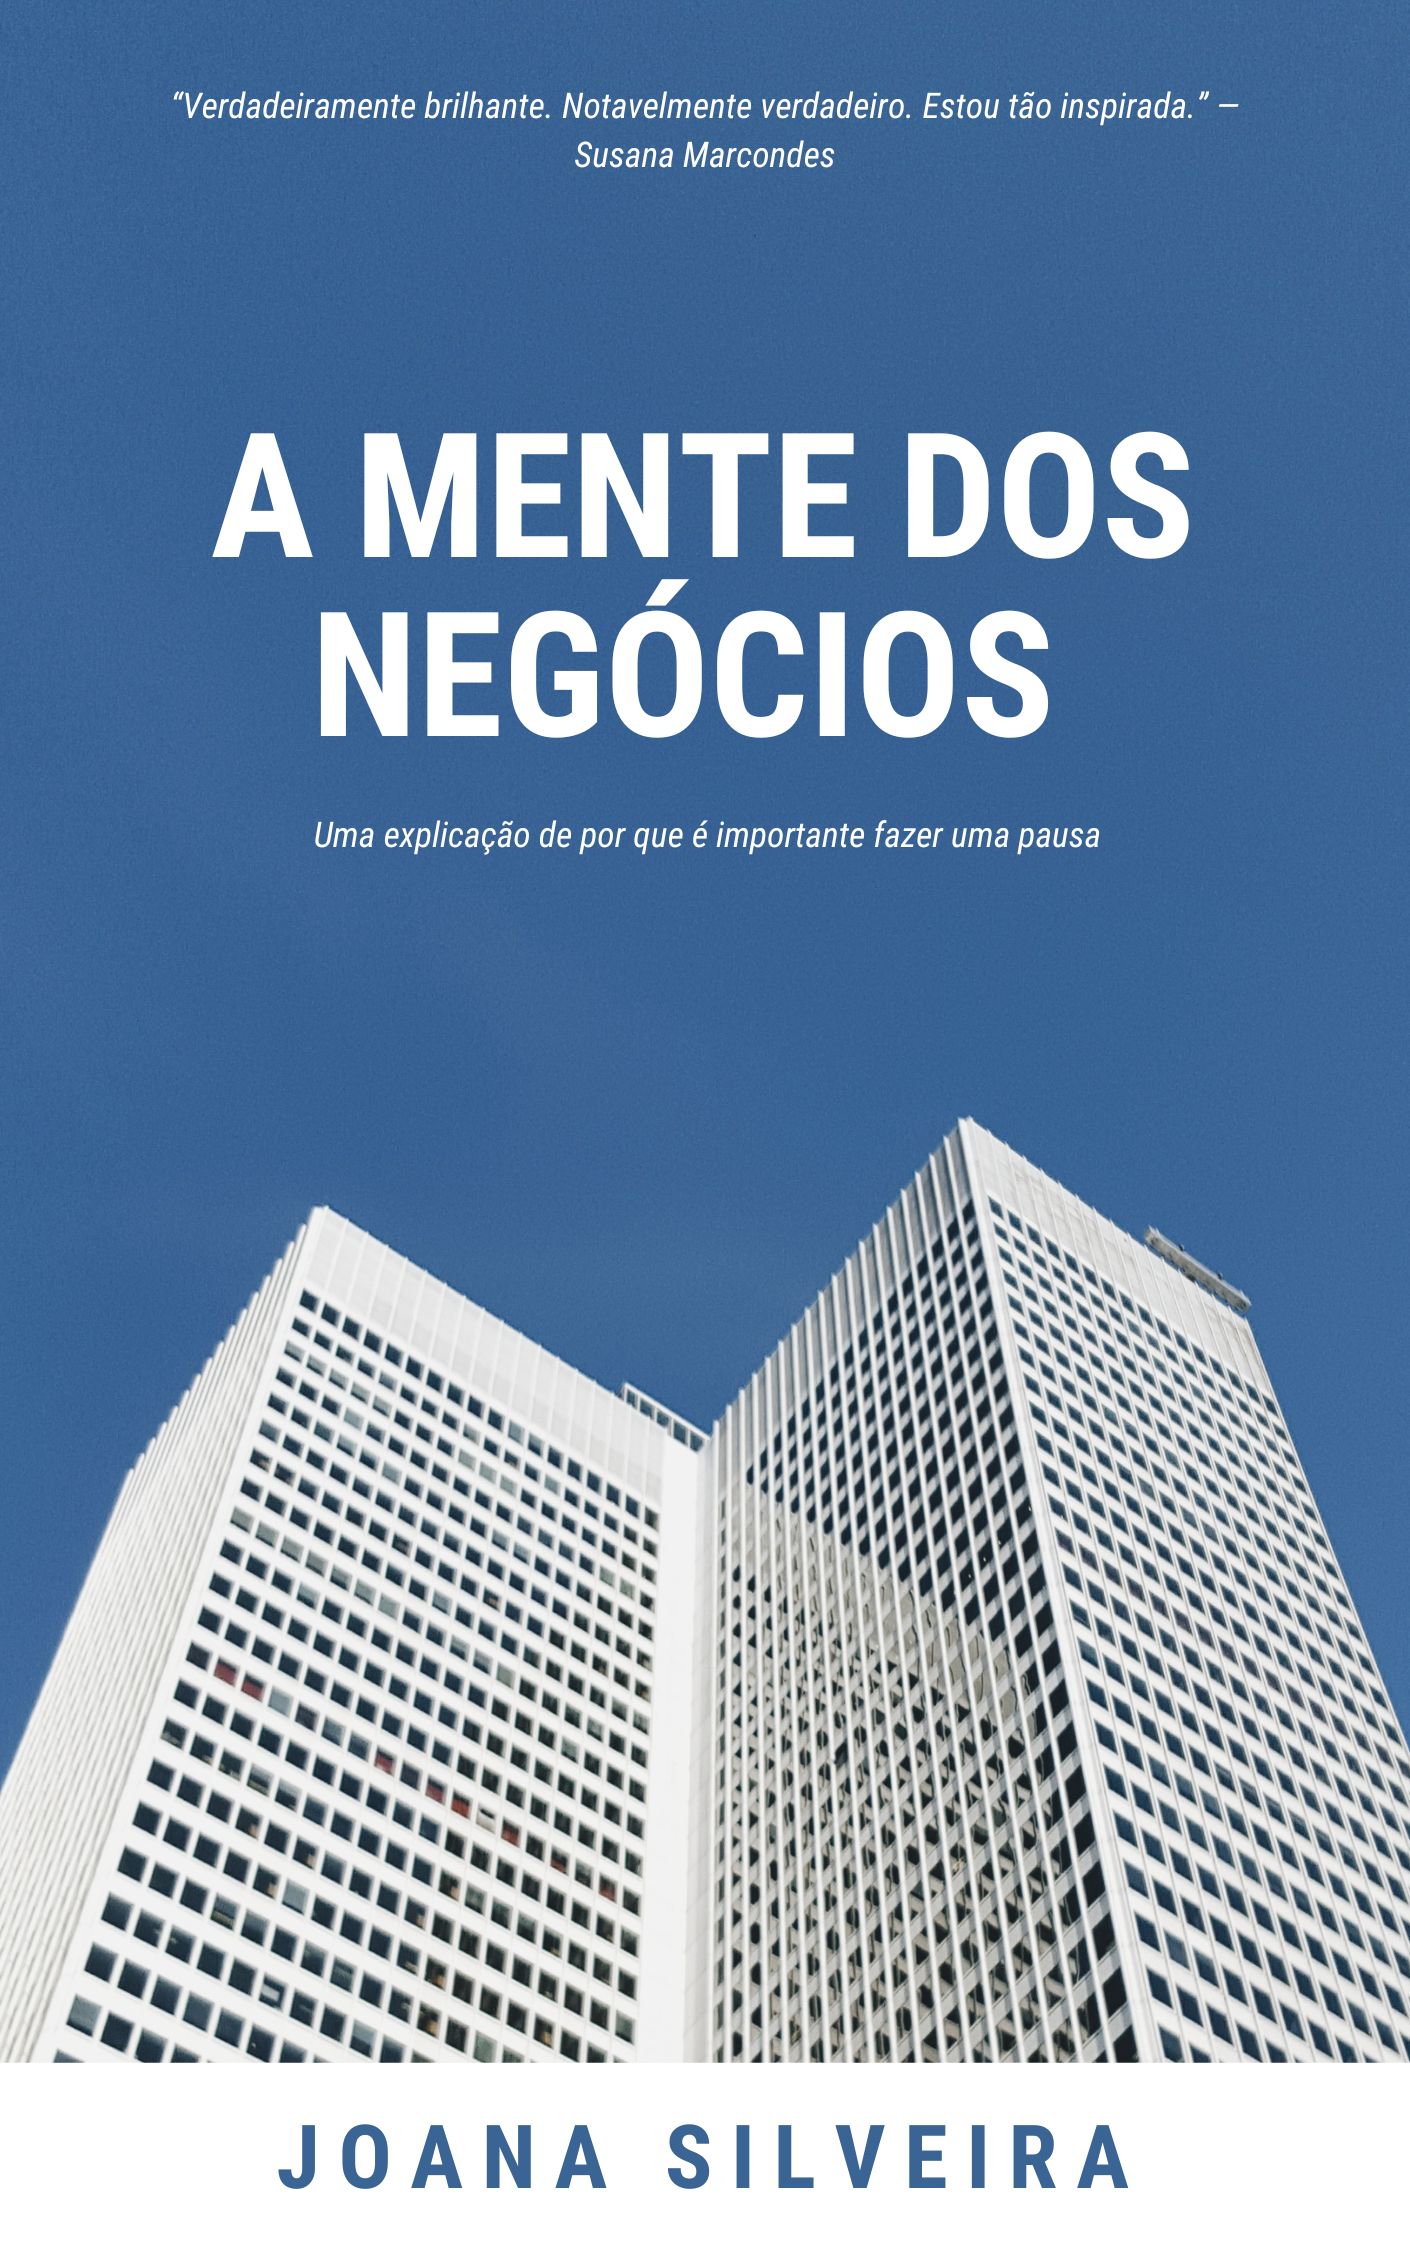 “Verdadeiramente brilhante. Notavelmente verdadeiro. Estou tão inspirada.” —
Susana Marcondes
A MENTE DOS
NEGÓCIOS
Uma explicação de por que é importante fazer uma pausa
JOANA SILVEIRA